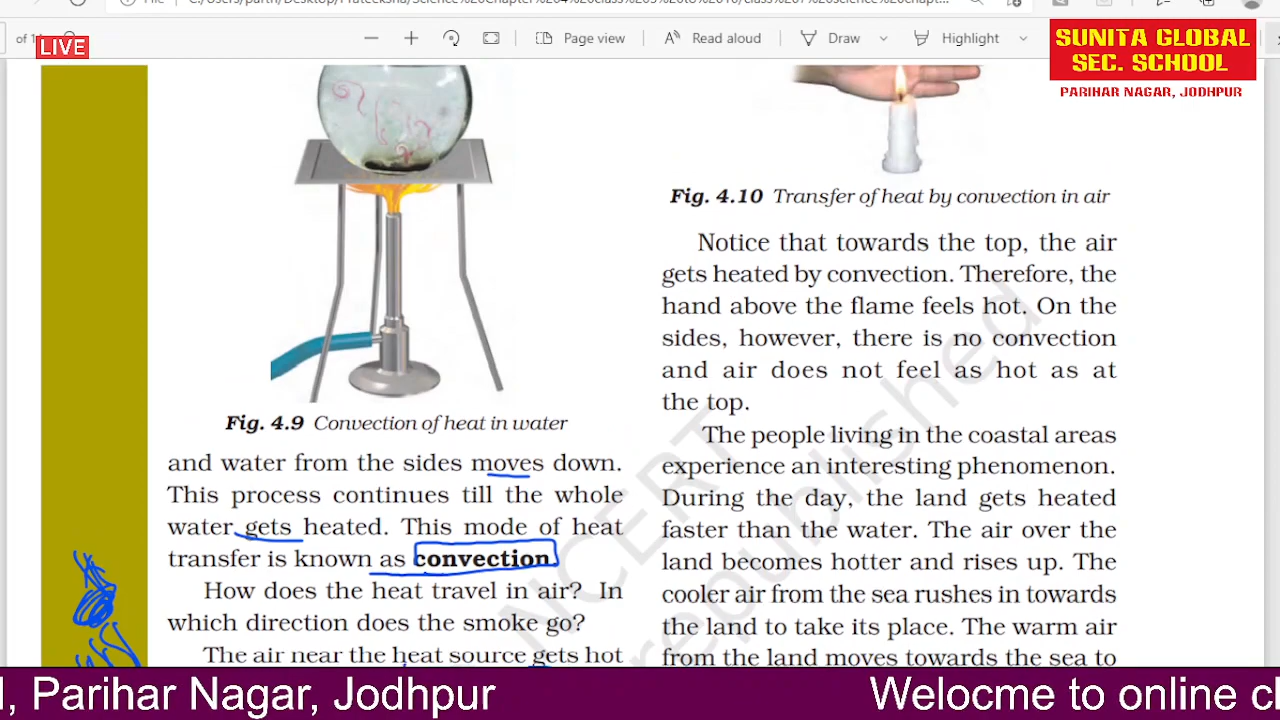 of 1
LIVE
Page view
Read aloud
Draw
Highlight
SUNITA GLOBAL
SEC. SCHOOL
PARIHAR NAGAR, JODHPUR
Fig. 4.9 Convection of heat in water
and water from the sides moves down.
This process continues till the whole
water gets heated. This mode of heat
transfer is known as convection.
How does the heat travel in air? In
which direction does the smoke go?
The air near the heat source gets hot
Fig. 4.10 Transfer of heat by convection in air
Notice that towards the top, the air
gets heated by convection. Therefore, the
hand above the flame feels hot. On the
sides, however, there is no convection
and air does not feel as hot as at
the top.
The people living in the coastal areas
experience an interesting phenomenon.
During the day, the land gets heated
faster than the water. The air over the
land becomes hotter and rises up. The
cooler air from the sea rushes in towards
the land to take its place. The warm air
from the land moves towards the sea to
NCERT
republished
, Parihar Nagar, Jodhpur
Welocme to online cl